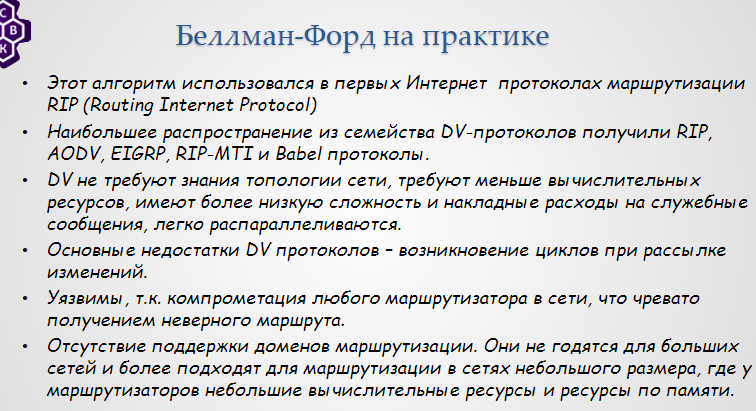 С
В
К
Беллман-Форд на практике
• Этот алгоритм использовался в первых Интернет протоколах маршрутизации
RIP (Routing Internet Protocol)
• Наибольшее распространение из семейства DV-протоколов получили RIP,
AODV, EIGRP, RIP-MTI и Babel протоколы.
• DV не требуют знания топологии сети, требуют меньше вычислительных
ресурсов, имеют более низкую сложность и накладные расходы на служебные
сообщения, легко распараллеливаются.
• Основные недостатки DV протоколов – возникновение циклов при рассылке
изменений.
• Уязвимы, т.к. компрометация любого маршрутизатора в сети, что чревато
получением неверного маршрута.
• Отсутствие поддержки доменов маршрутизации. Они не годятся для больших
сетей и более подходят для маршрутизации в сетях небольшого размера, где у
маршрутизаторов небольшие вычислительные ресурсы и ресурсы по памяти.